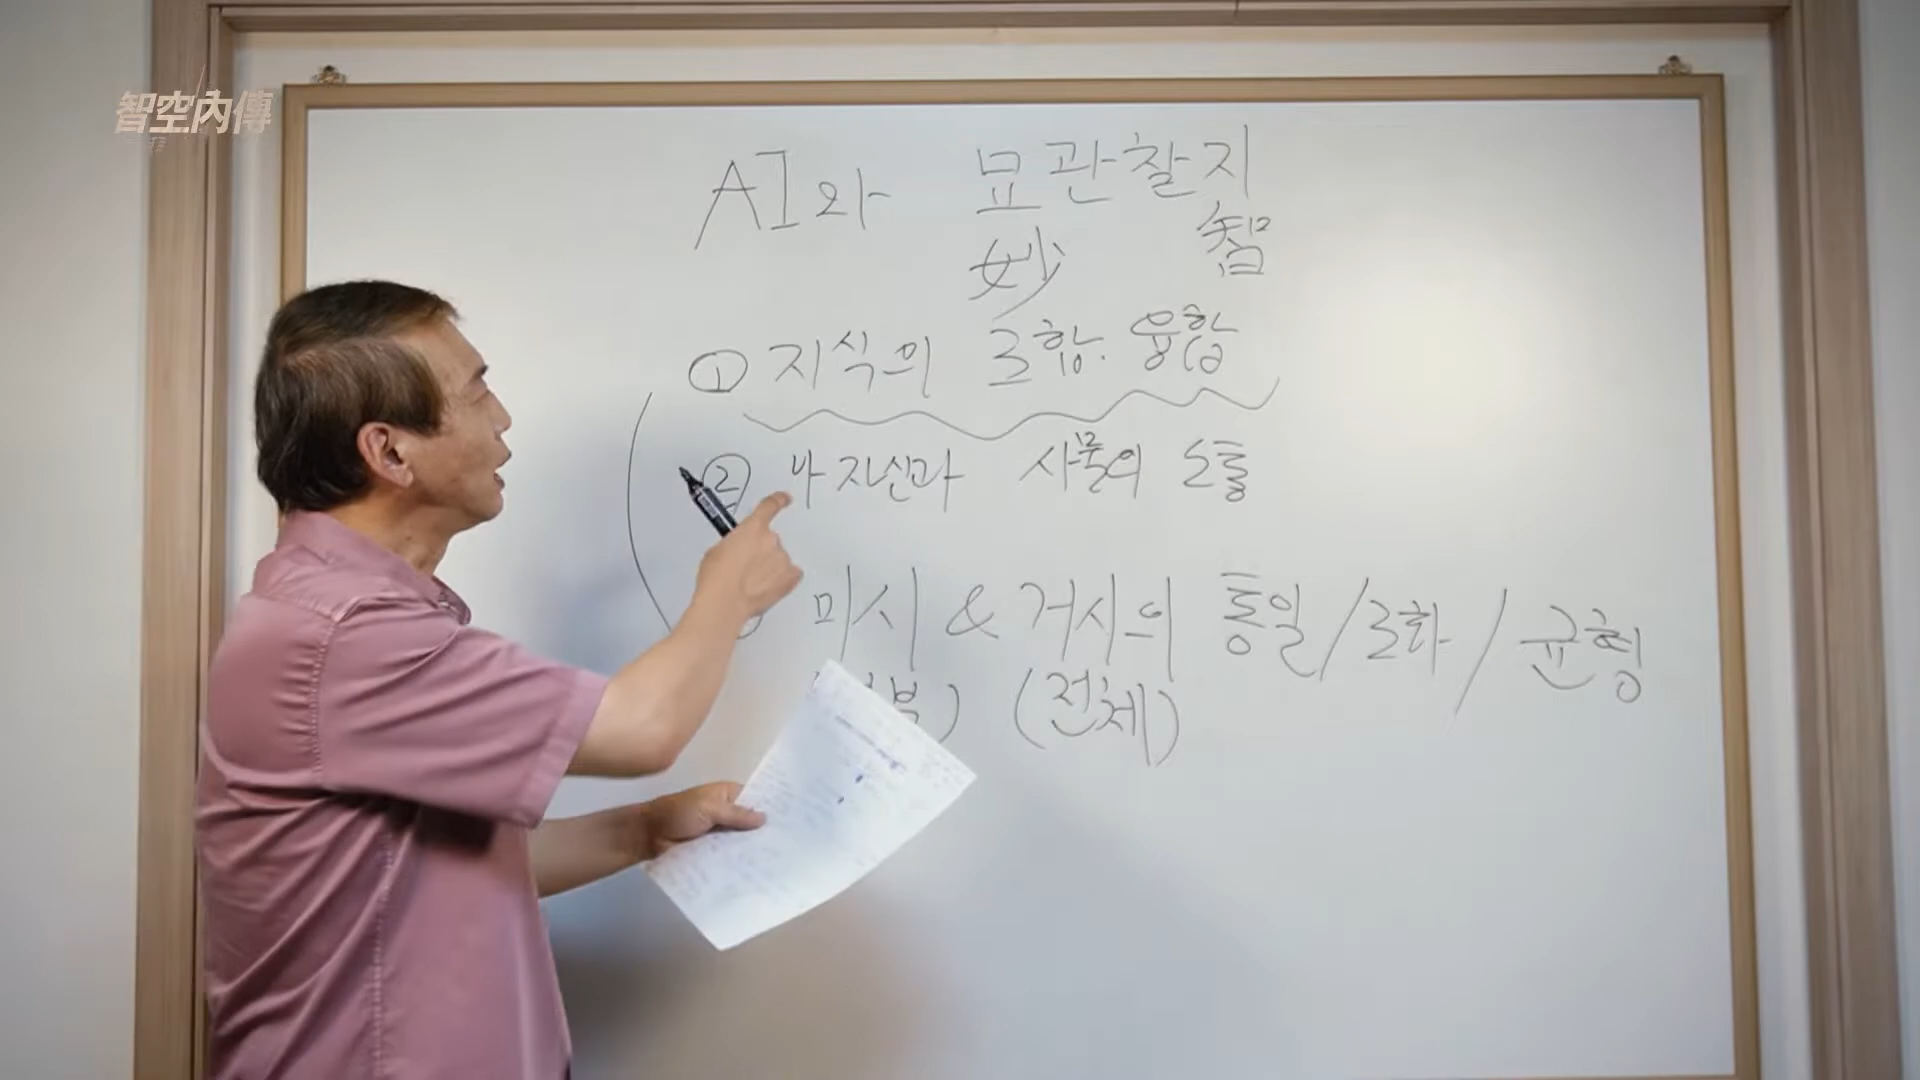 智空內傳
AI와 묘관찰지
妙 智
① 지식의 조합. 융합
② 나 자신과 사물의 소통
미시 & 거시의 통일/조화/균형
(전체)